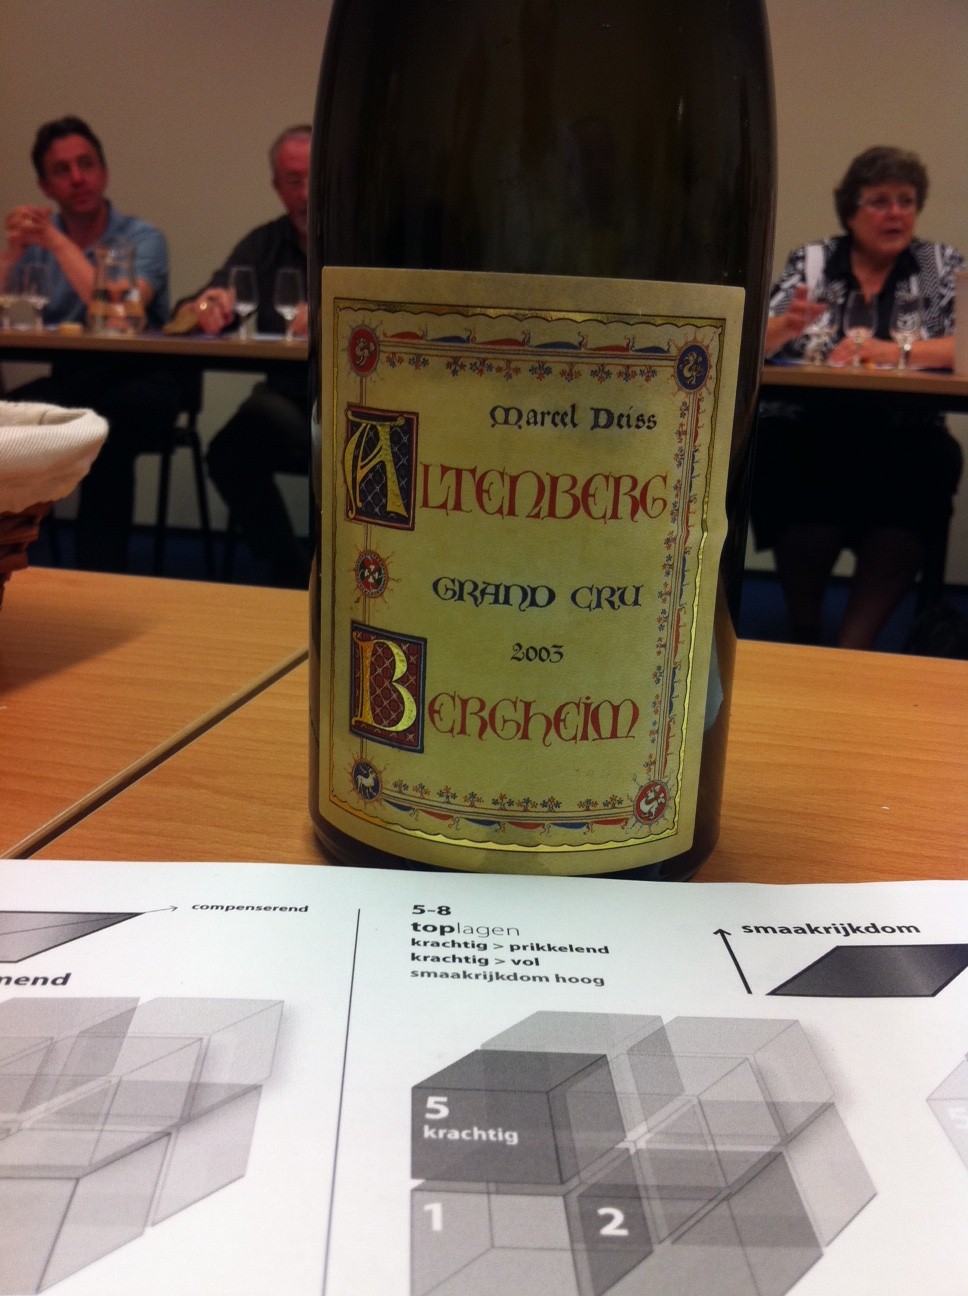 Marcel Deiss
ALTENBERG
GRAND CRU
2003
BERGHEIM
compenserend
mend
5-8
toplagen
krachtig > prikkelend
krachtig > vol
smaakrijkdom hoog
smaakrijkdom
5
krachtig
1
2
5